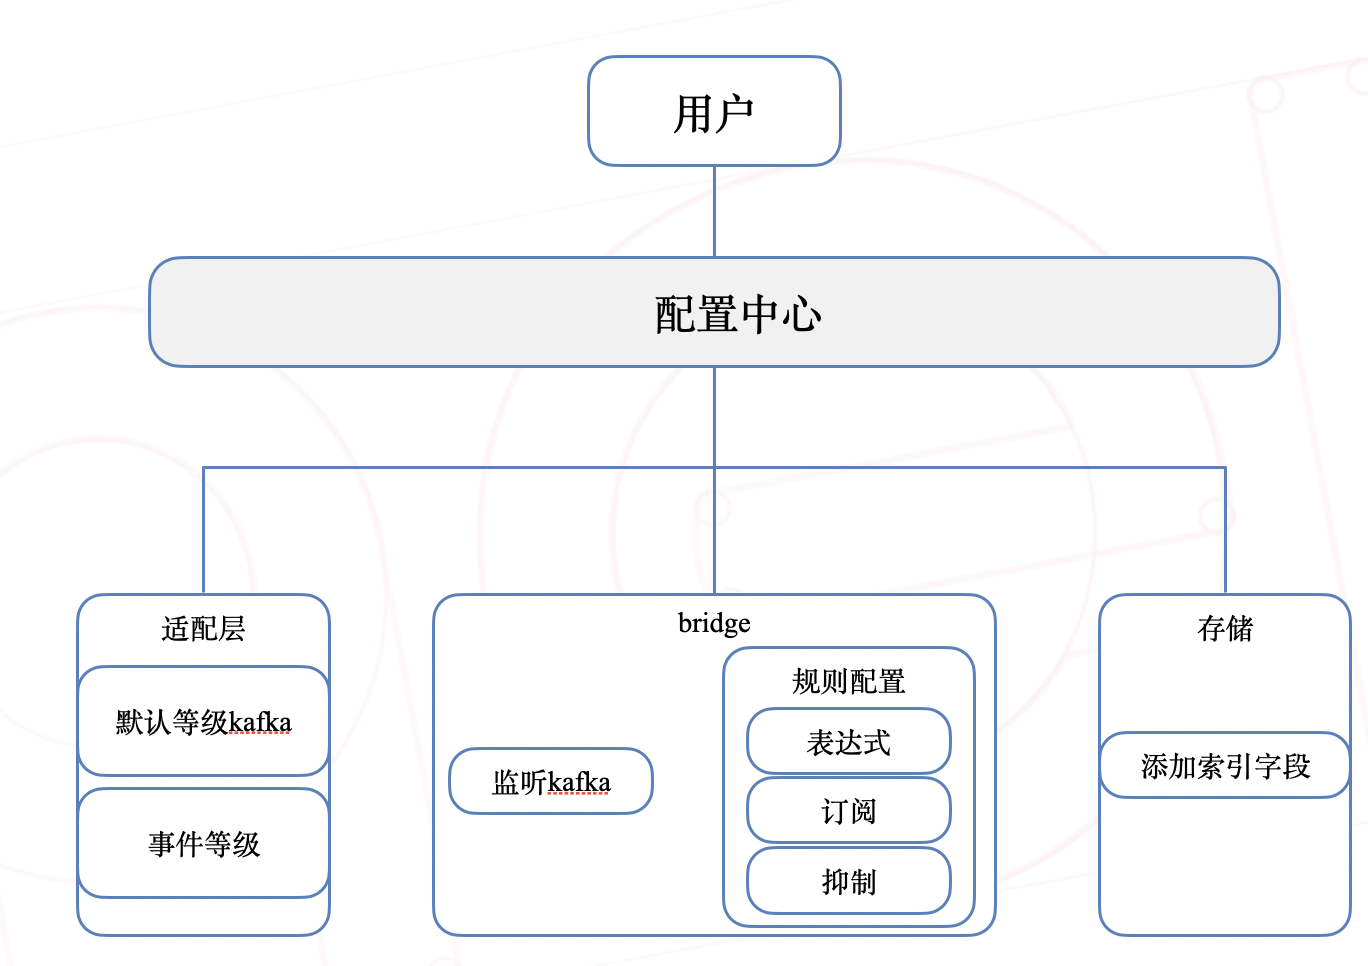 用户
配置中心
适配层
默认等级kafka
事件等级
bridge
监听kafka
规则配置
表达式
订阅
抑制
存储
添加索引字段